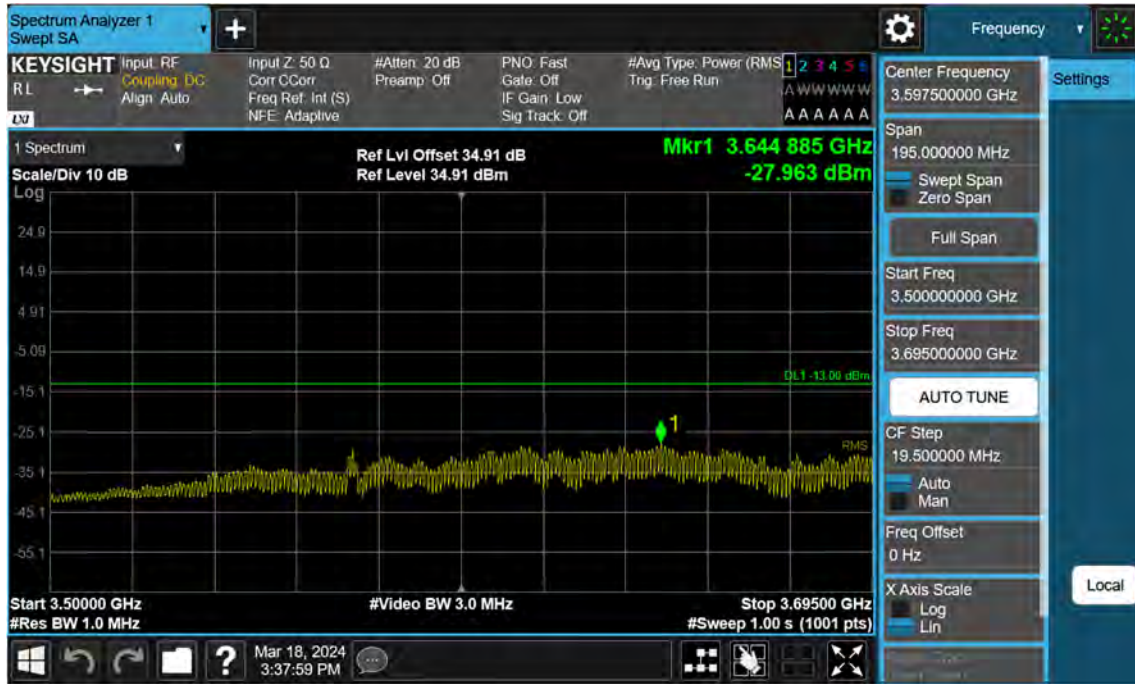 Spectrum Analyzer 1
Swept SA
+
Frequency
KEYSIGHT
RL
LXI
Input: RF
Coupling: DC
Align: Auto
Input Z: 50 Ω
Corr CCorr
Freq Ref: Int (S)
NFE: Adaptive
#Atten: 20 dB
Preamp: Off
PNO: Fast
Gate: Off
IF Gain: Low
Sig Track: Off
#Avg Type: Power (RMS
Trig: Free Run
1 2 3 4 5 6
A W W W W W
A A A A A A
1 Spectrum
Scale/Div 10 dB
Ref Lvl Offset 34.91 dB
Ref Level 34.91 dBm
Mkr1 3.644 885 GHz
-27.963 dBm
Log
24.9
14.9
4.91
-5.09
DL1 -13.00 dBm
-15.1
1
-25.1
RMS
-35.1
-45.1
-55.1
Start 3.50000 GHz
#Video BW 3.0 MHz
Stop 3.69500 GHz
#Res BW 1.0 MHz
#Sweep 1.00 s (1001 pts)
?
Mar 18, 2024
3:37:59 PM
Center Frequency
3.597500000 GHz
Span
195.000000 MHz
Swept Span
Zero Span
Full Span
Start Freq
3.500000000 GHz
Stop Freq
3.695000000 GHz
AUTO TUNE
CF Step
19.500000 MHz
Auto
Man
Freq Offset
0 Hz
X Axis Scale
Log
Lin
Settings
Local